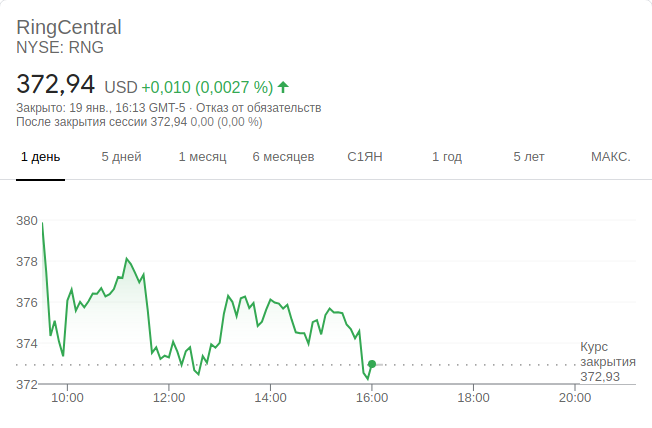 RingCentral
NYSE: RNG
372,94 USD +0,010 (0,0027 %)
Закрыто: 19 янв., 16:13 GMT-5 · Отказ от обязательств
После закрытия сессии 372,94 0,00 (0,00 %)
1 день 5 дней 1 месяц 6 месяцев С1ЯН 1 год 5 лет МАКС.
380
378
376
374
372
Курс
закрытия
372,93
10:00 12:00 14:00 16:00 18:00 20:00